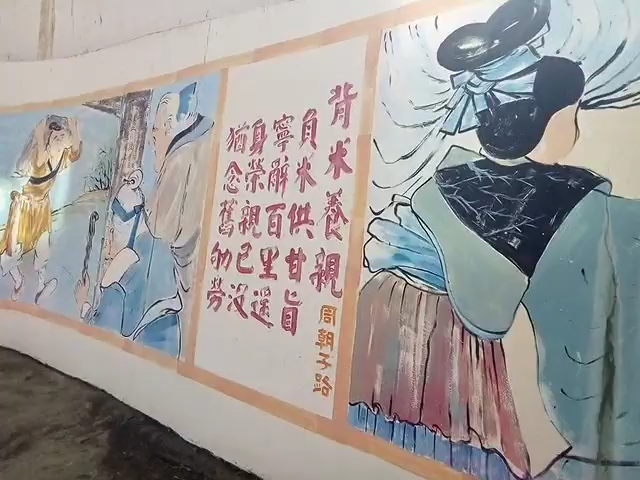 背米養親
周朝子路
負米供甘旨
寧辭百里遥
身榮親已没
猶念舊劬勞